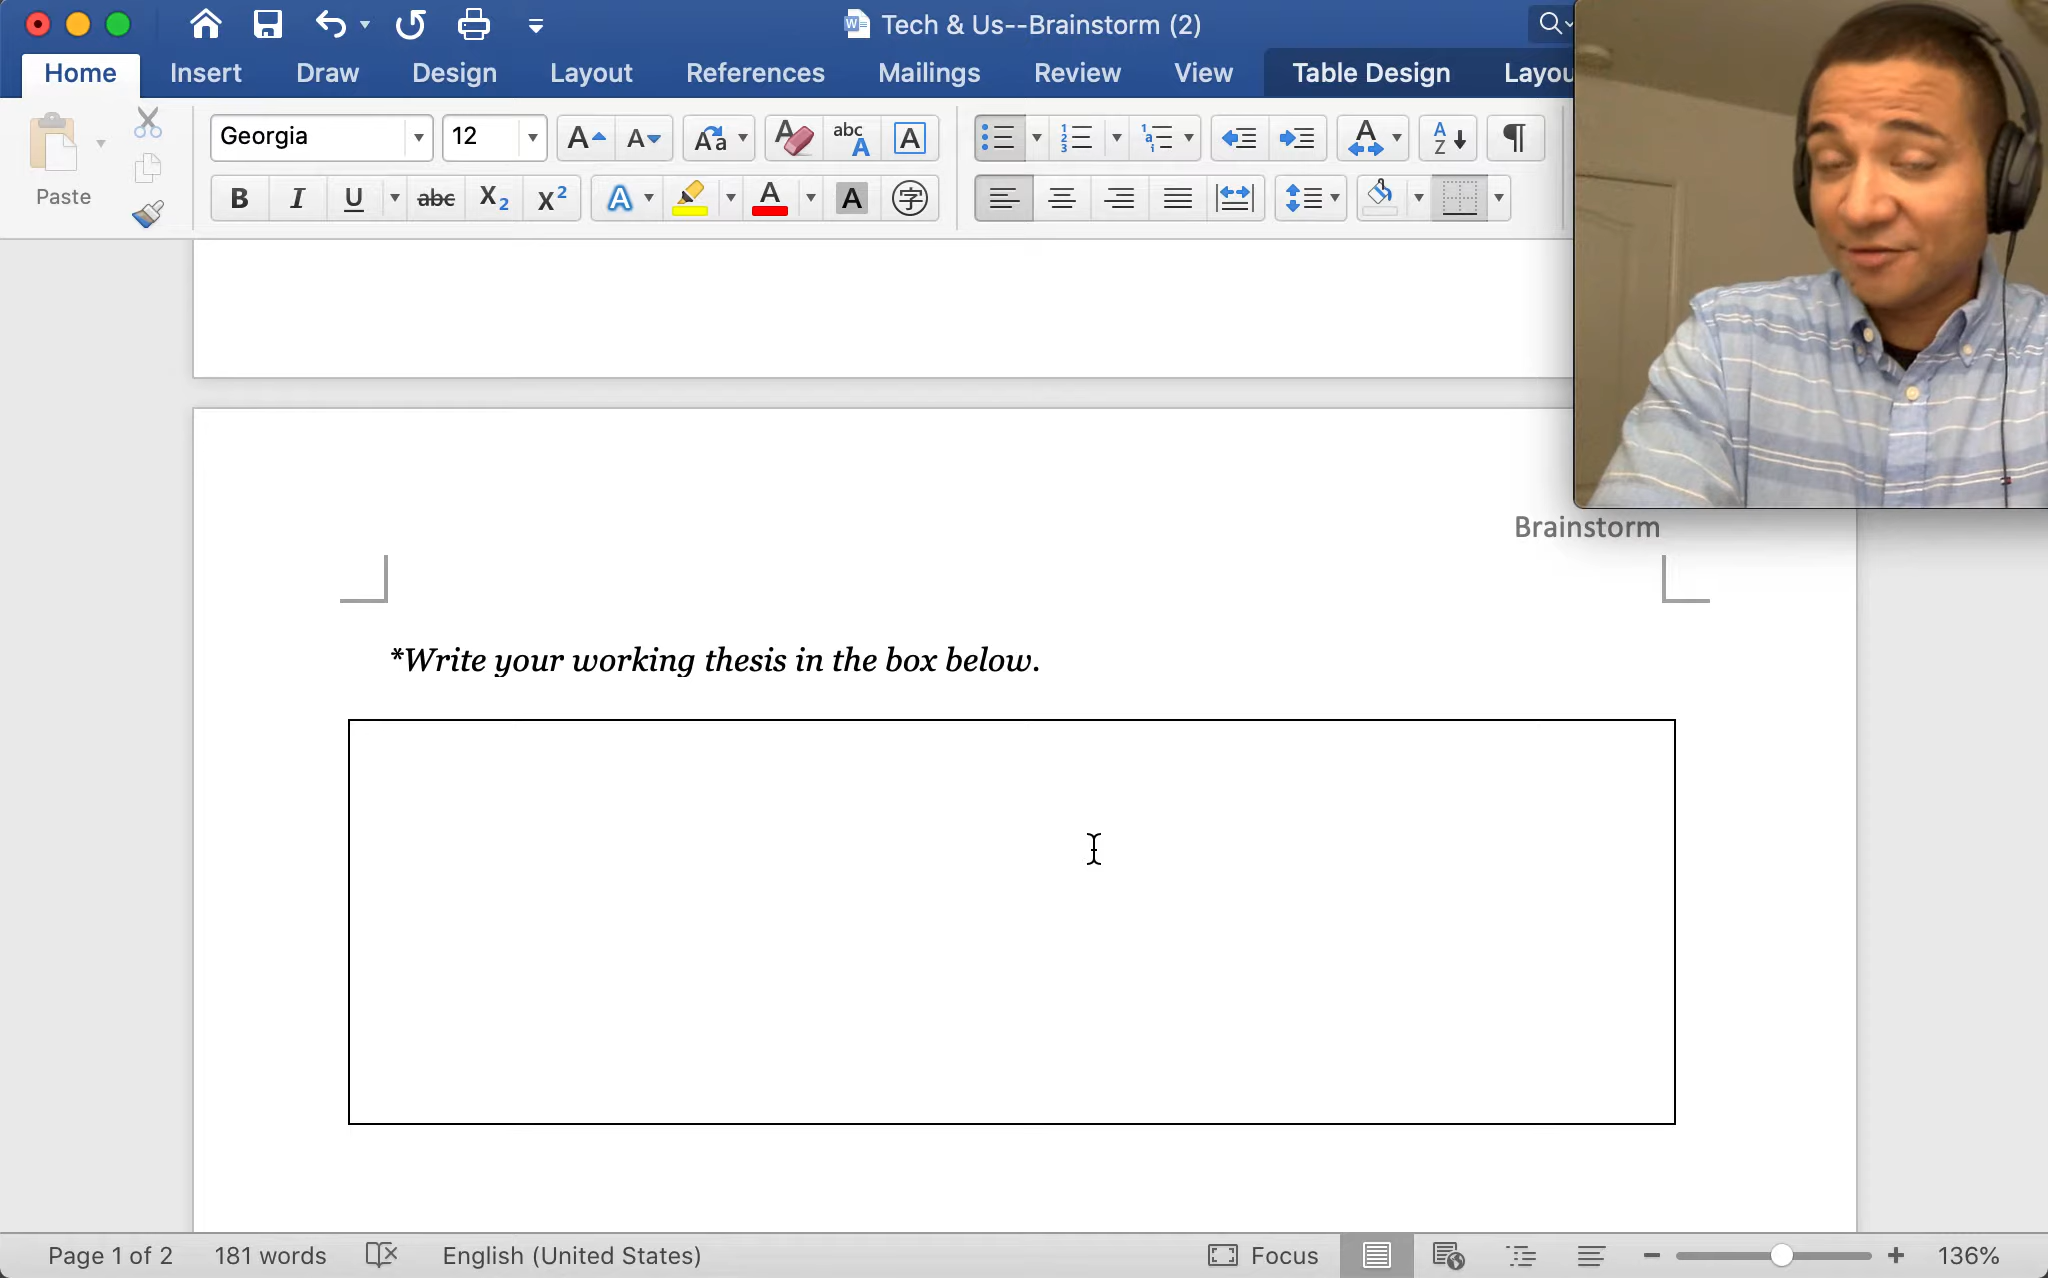 Tech & Us--Brainstorm (2)
Home Insert Draw Design Layout References Mailings Review View Table Design Layou
Paste
Georgia 12
Brainstorm
*Write your working thesis in the box below.
Page 1 of 2 181 words English (United States) Focus 136%